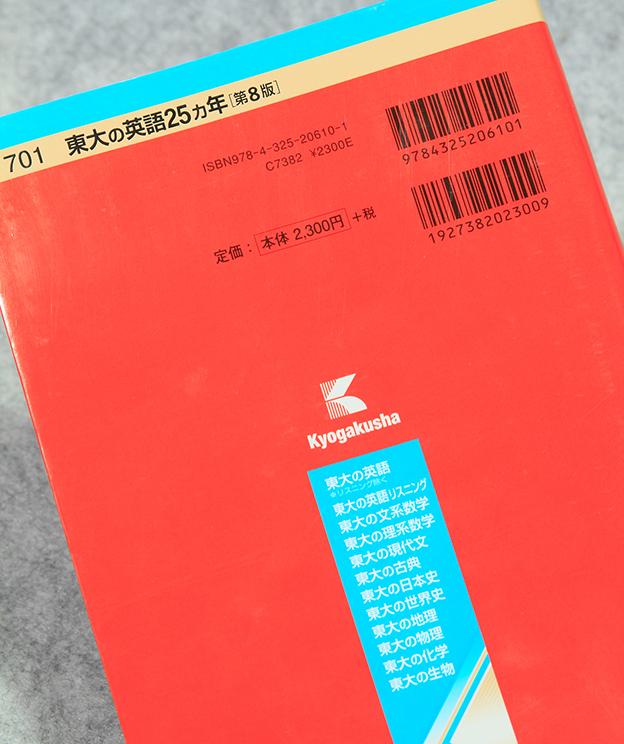 701 東大の英語25カ年[第8版]
ISBN978-4-325-20610-1
C7382 ¥2300E
定価：本体 2,300円＋税
9784325206101
1927382023009
Kyogakusha
東大の英語
※リスニング除く
東大の英語リスニング
東大の文系数学
東大の理系数学
東大の現代文
東大の古典
東大の日本史
東大の世界史
東大の地理
東大の物理
東大の化学
東大の生物